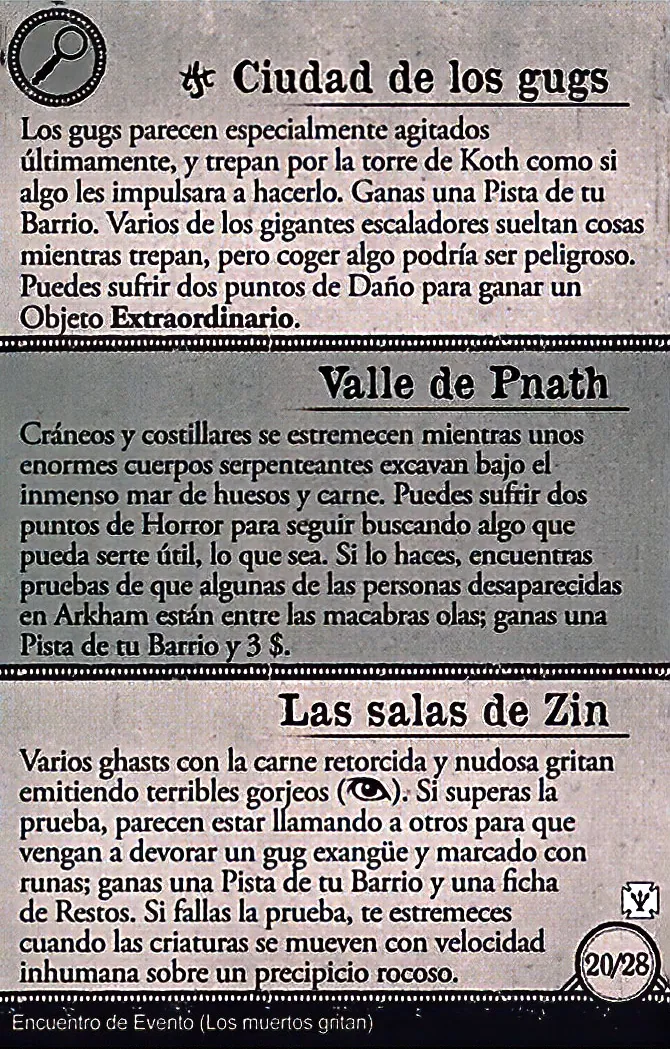 Ciudad de los gugs
Los gugs parecen especialmente agitados
últimamente, y trepan por la torre de Koth como si
algo les impulsara a hacerlo. Ganas una Pista de tu
Barrio. Varios de los gigantes escaladores sueltan cosas
mientras trepan, pero coger algo podría ser peligroso.
Puedes sufrir dos puntos de Daño para ganar un
Objeto Extraordinario.
Valle de Pnath
Cráneos y costillares se estremecen mientras unos
enormes cuerpos serpenteantes excavan bajo el
inmenso mar de huesos y carne. Puedes sufrir dos
puntos de Horror para seguir buscando algo que
pueda serte útil, lo que sea. Si lo haces, encuentras
pruebas de que algunas de las personas desaparecidas
en Arkham están entre las macabras olas; ganas una
Pista de tu Barrio y 3 $.
Las salas de Zin
Varios ghasts con la carne retorcida y nudosa gritan
emitiendo terribles gorjeos (). Si superas la
prueba, parecen estar llamando a otros para que
vengan a devorar un gug exangüe y marcado con
runas; ganas una Pista de tu Barrio y una ficha
de Restos. Si fallas la prueba, te estremeces
cuando las criaturas se mueven con velocidad
inhumana sobre un precipicio rocoso.
20/28
Encuentro de Evento (Los muertos gritan)